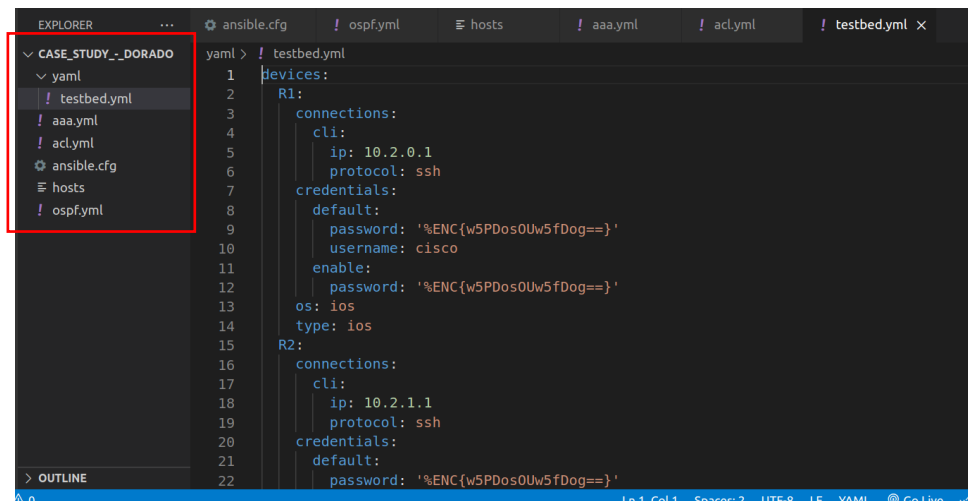 EXPLORER ...
CASE_STUDY_-_DORADO
yaml
! testbed.yml
! aaa.yml
! acl.yml
ansible.cfg
hosts
! ospf.yml
OUTLINE
ansible.cfg ! ospf.yml hosts ! aaa.yml ! acl.yml ! testbed.yml ×
yaml > ! testbed.yml
1 devices:
2 R1:
3 connections:
4 cli:
5 ip: 10.2.0.1
6 protocol: ssh
7 credentials:
8 default:
9 password: '%ENC{w5PDosOUw5fDog==}'
10 username: cisco
11 enable:
12 password: '%ENC{w5PDosOUw5fDog==}'
13 os: ios
14 type: ios
15 R2:
16 connections:
17 cli:
18 ip: 10.2.1.1
19 protocol: ssh
20 credentials:
21 default:
22 password: '%ENC{w5PDosOUw5fDog==}'
0 Ln 1, Col 1 Spaces: 2 UTF-8 LF YAML Go Live